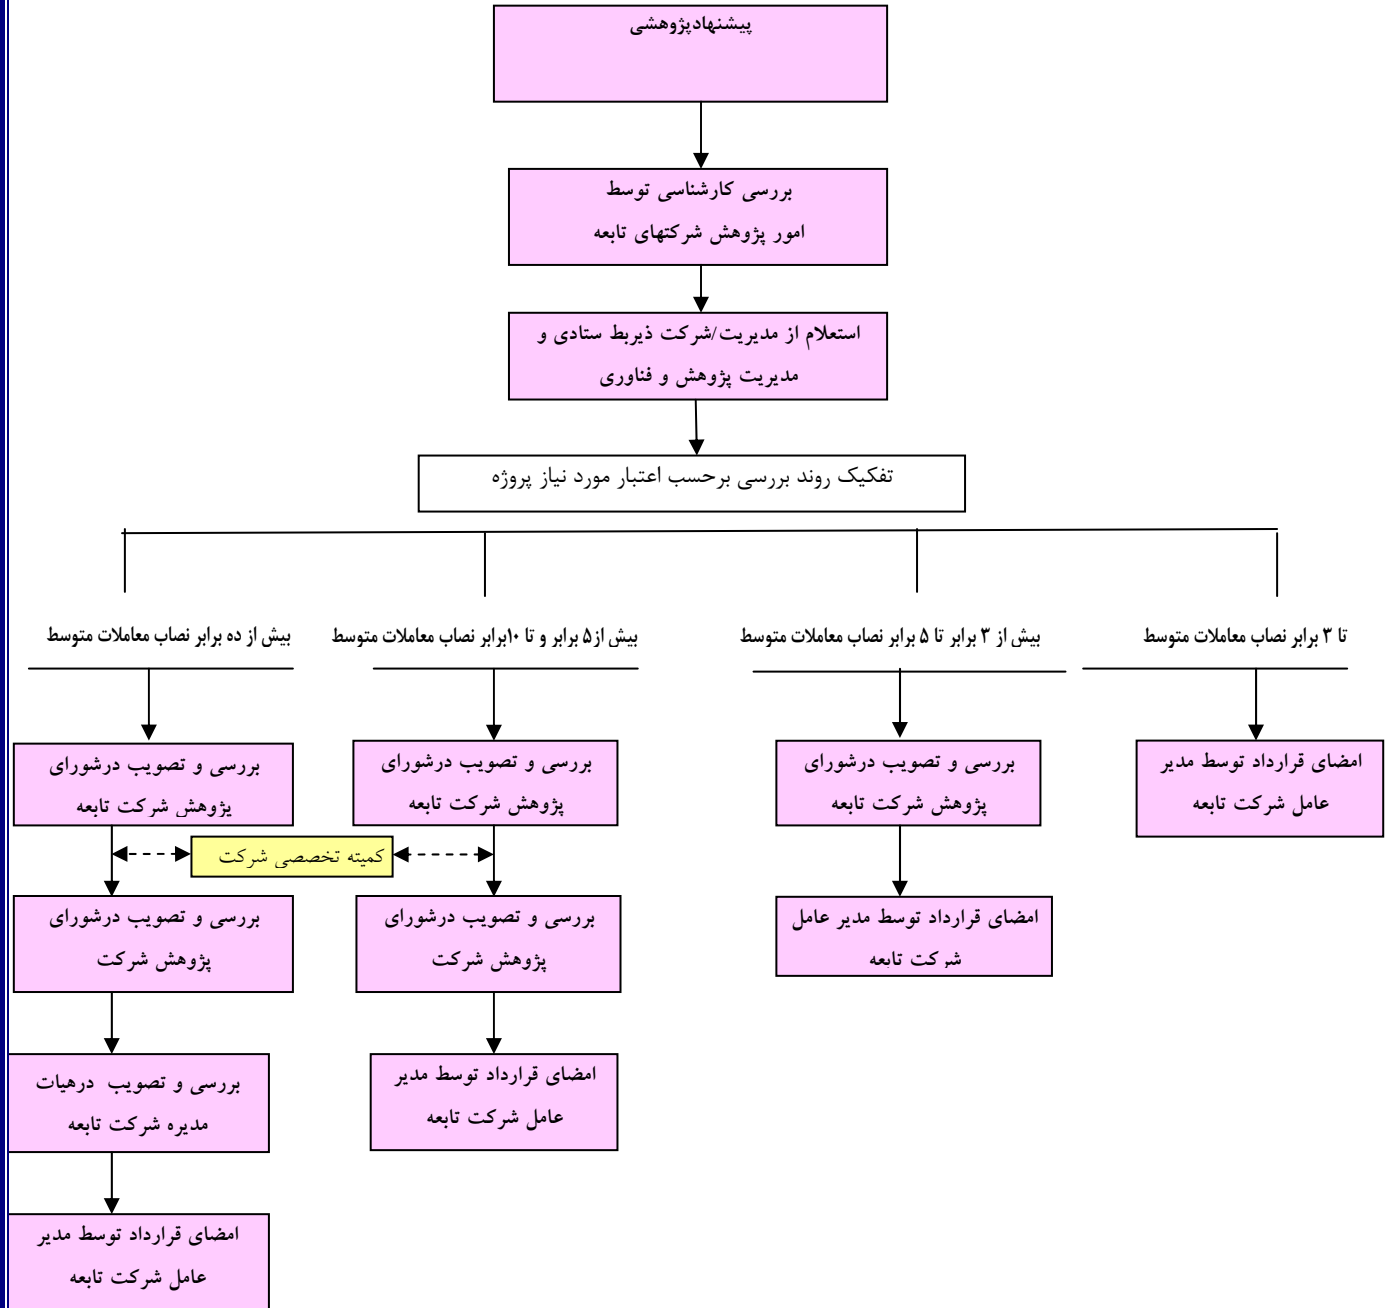 پیشنهادپژوهشی
بررسی کارشناسی توسط
امور پژوهش شرکتهای تابعه
استعلام از مدیریت/شرکت ذیربط ستادی و
مدیریت پژوهش و فناوری
تفکیک روند بررسی برحسب اعتبار مورد نیاز پروژه
تا ۳ برابر نصاب معاملات متوسط
بیش از ۳ برابر تا ۵ برابر نصاب معاملات متوسط
بیش از۵ برابر و تا ۱۰برابر نصاب معاملات متوسط
بیش از ده برابر نصاب معاملات متوسط
امضای قرارداد توسط مدیر
عامل شرکت تابعه
بررسی و تصویب درشورای
پژوهش شرکت تابعه
بررسی و تصویب درشورای
پژوهش شرکت تابعه
بررسی و تصویب درشورای
پژوهش شرکت تابعه
کمیته تخصصی شرکت
امضای قرارداد توسط مدیر عامل
شرکت تابعه
بررسی و تصویب درشورای
پژوهش شرکت
بررسی و تصویب درشورای
پژوهش شرکت
امضای قرارداد توسط مدیر
عامل شرکت تابعه
بررسی و تصویب درهیات
مدیره شرکت تابعه
امضای قرارداد توسط مدیر
عامل شرکت تابعه